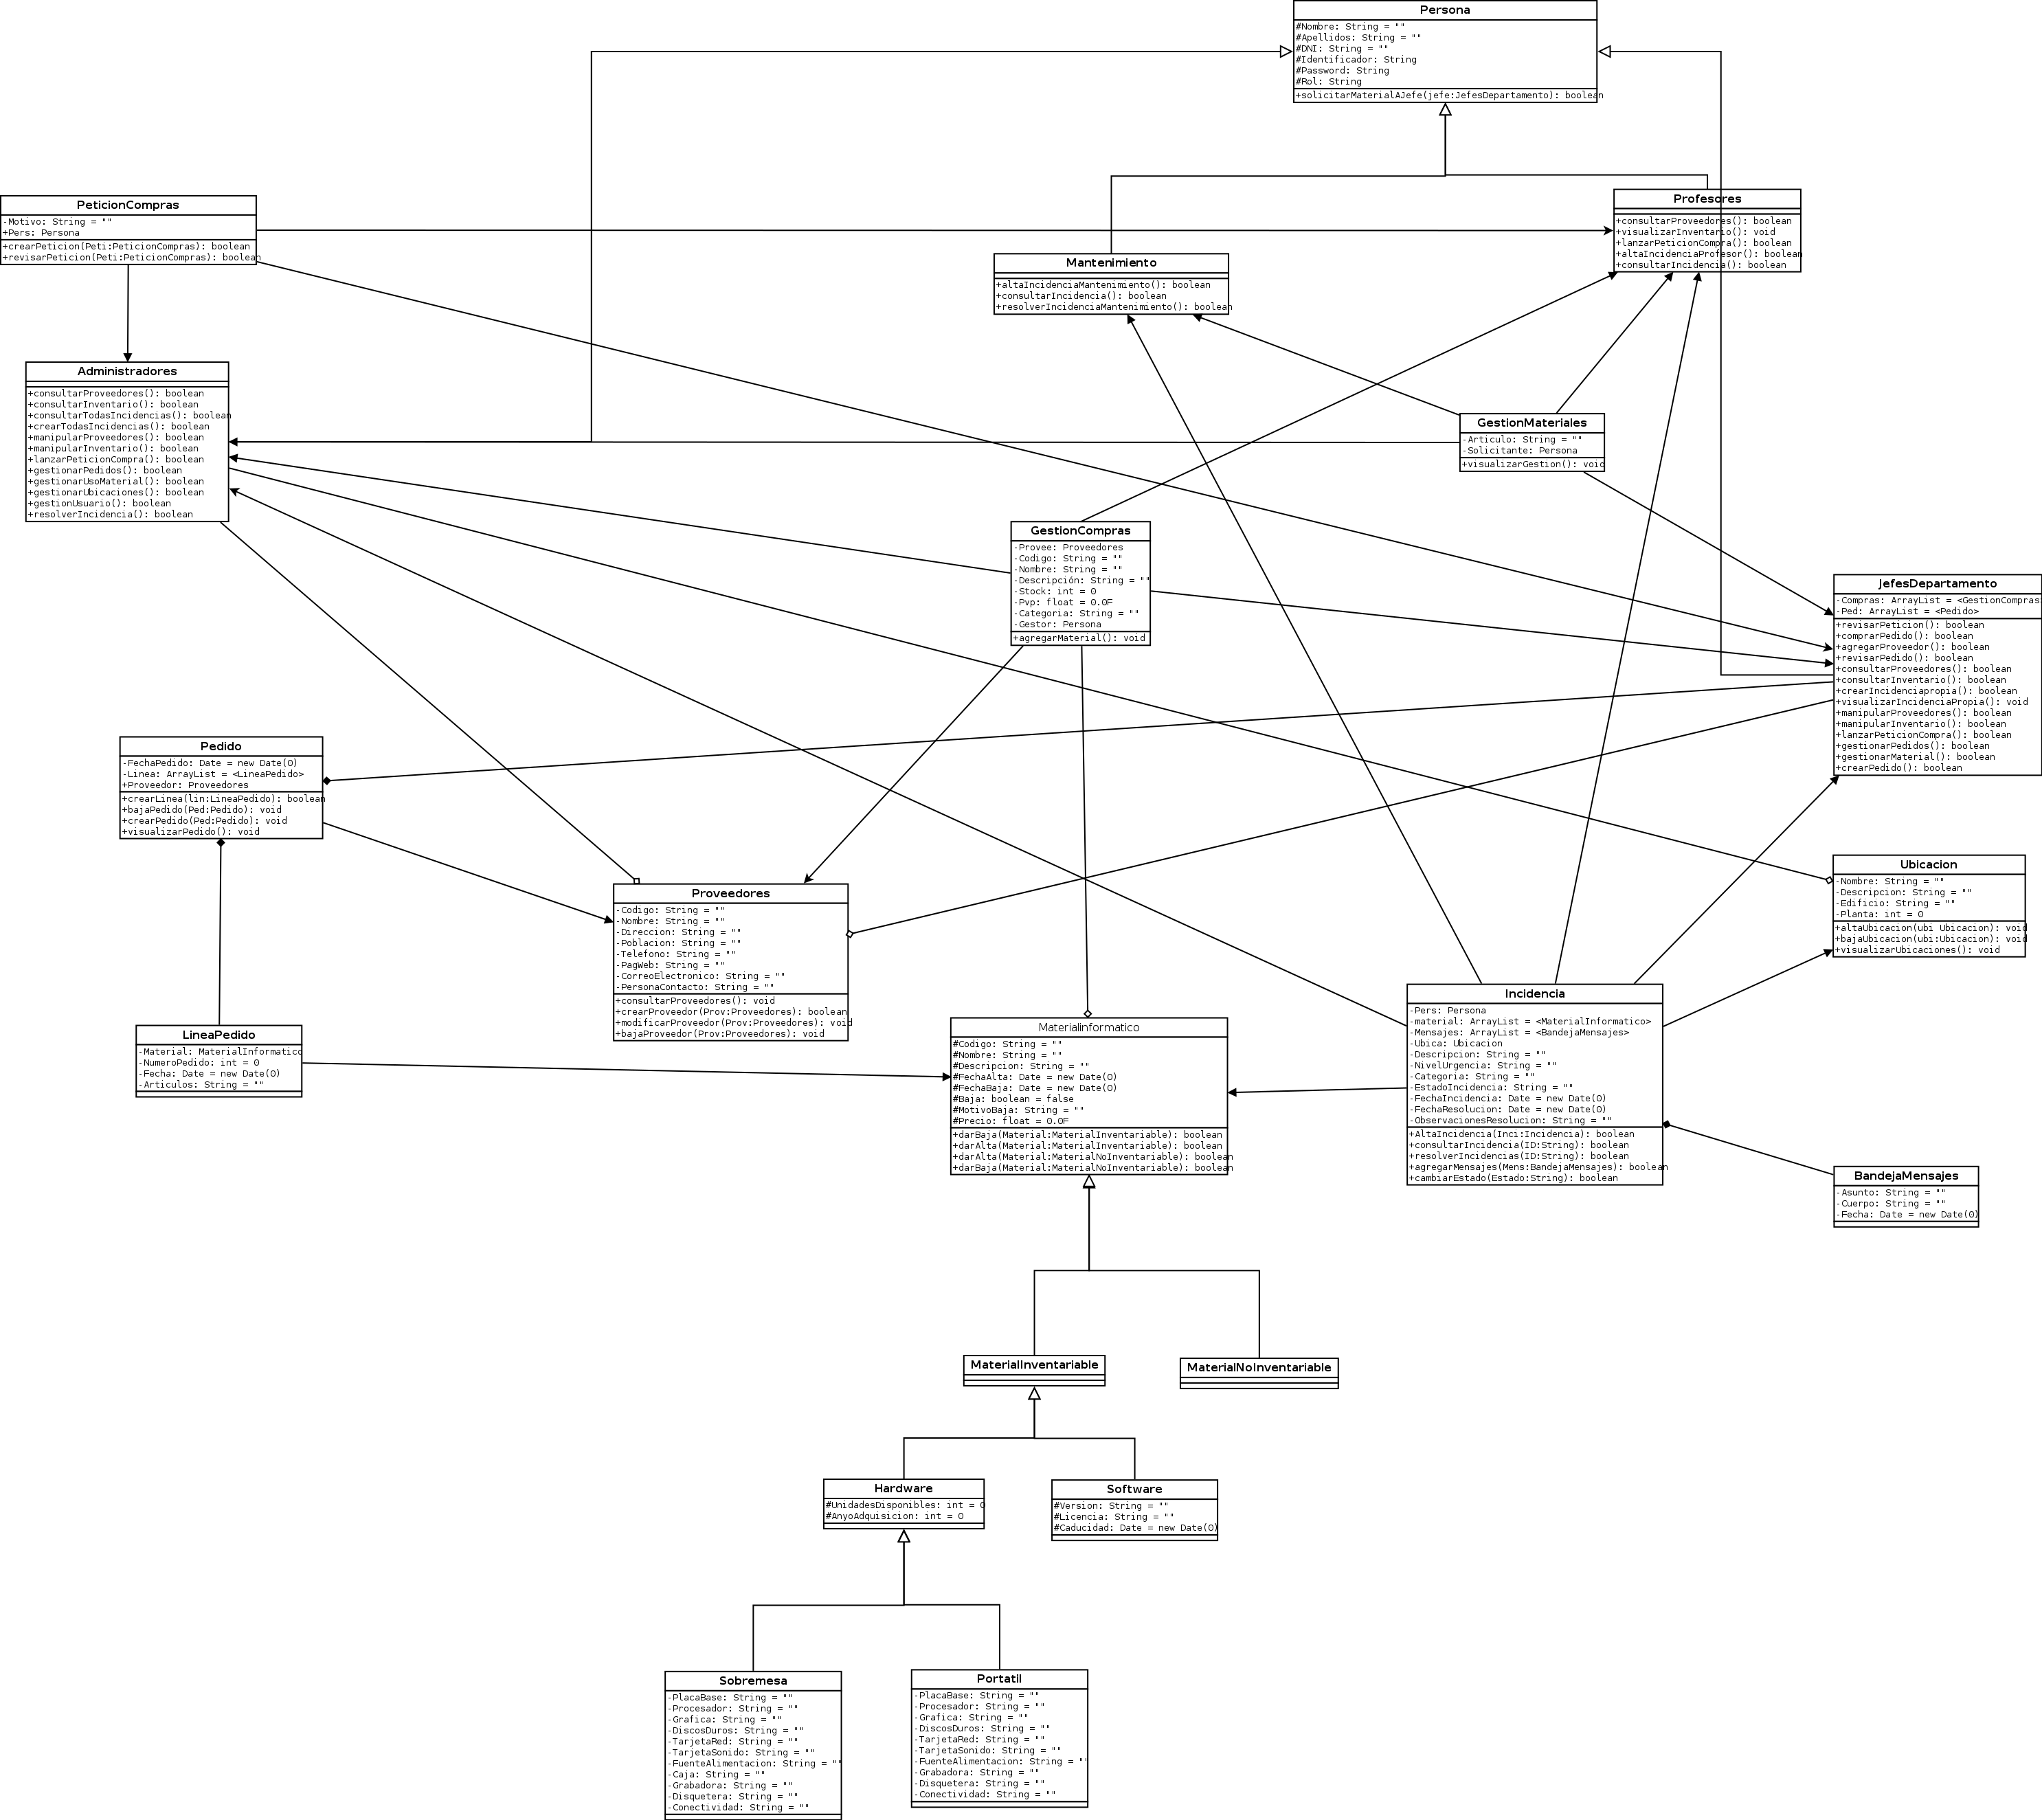 Persona
#Nombre: String = ""
#Apellidos: String = ""
#DNI: String = ""
#Identificador: String
#Password: String
#Rol: String
+solicitarMaterialAJefe(jefe:JefesDepartamento): boolean
PeticionCompras
-Motivo: String = ""
+Pers: Persona
+crearPeticion(Peti:PeticionCompras): boolean
+revisarPeticion(Peti:PeticionCompras): boolean
Profesores
+consultarProveedores(): boolean
+visualizarInventario(): void
+lanzarPeticionCompra(): boolean
+altaIncidenciaProfesor(): boolean
+consultarIncidencia(): boolean
Mantenimiento
+altaIncidenciaMantenimiento(): boolean
+consultarIncidencia(): boolean
+resolverIncidenciaMantenimiento(): boolean
Administradores
+consultarProveedores(): boolean
+consultarInventario(): boolean
+consultarTodasIncidencias(): boolean
+crearTodasIncidencias(): boolean
+manipularProveedores(): boolean
+manipularInventario(): boolean
+lanzarPeticionCompra(): boolean
+gestionarPedidos(): boolean
+gestionarUsoMaterial(): boolean
+gestionarUbicaciones(): boolean
+gestionUsuario(): boolean
+resolverIncidencia(): boolean
GestionMateriales
-Articulo: String = ""
-Solicitante: Persona
+visualizarGestion(): void
GestionCompras
-Provee: Proveedores
-Codigo: String = ""
-Nombre: String = ""
-Descripción: String = ""
-Stock: int = 0
-Pvp: float = 0.0F
-Categoria: String = ""
-Gestor: Persona
+agregarMaterial(): void
JefesDepartamento
-Compras: ArrayList = <GestionCompras>
-Ped: ArrayList = <Pedido>
+revisarPeticion(): boolean
+comprarPedido(): boolean
+agregarProveedor(): boolean
+revisarPedido(): boolean
+consultarProveedores(): boolean
+consultarInventario(): boolean
+crearIncidenciapropia(): boolean
+visualizarIncidenciaPropia(): void
+manipularProveedores(): boolean
+manipularInventario(): boolean
+lanzarPeticionCompra(): boolean
+gestionarPedidos(): boolean
+gestionarMaterial(): boolean
+crearPedido(): boolean
Pedido
-FechaPedido: Date = new Date(0)
-Linea: ArrayList = <LineaPedido>
+Proveedor: Proveedores
+crearLinea(lin:LineaPedido): boolean
+bajaPedido(Ped:Pedido): void
+crearPedido(Ped:Pedido): void
+visualizarPedido(): void
Proveedores
-Codigo: String = ""
-Nombre: String = ""
-Direccion: String = ""
-Poblacion: String = ""
-Telefono: String = ""
-PagWeb: String = ""
-CorreoElectronico: String = ""
-PersonaContacto: String = ""
+consultarProveedores(): void
+crearProveedor(Prov:Proveedores): boolean
+modificarProveedor(Prov:Proveedores): void
+bajaProveedor(Prov:Proveedores): void
Ubicacion
-Nombre: String = ""
-Descripcion: String = ""
-Edificio: String = ""
-Planta: int = 0
+altaUbicacion(ubi Ubicacion): void
+bajaUbicacion(ubi:Ubicacion): void
+visualizarUbicaciones(): void
LineaPedido
-Material: MaterialInformatico
-NumeroPedido: int = 0
-Fecha: Date = new Date(0)
-Articulos: String = ""
MaterialInformatico
#Codigo: String = ""
#Nombre: String = ""
#Descripcion: String = ""
#FechaAlta: Date = new Date(0)
#FechaBaja: Date = new Date(0)
#Baja: boolean = false
#MotivoBaja: String = ""
#Precio: float = 0.0F
+darBaja(Material:MaterialInventariable): boolean
+darAlta(Material:MaterialInventariable): boolean
+darAlta(Material:MaterialNoInventariable): boolean
+darBaja(Material:MaterialNoInventariable): boolean
Incidencia
-Pers: Persona
-material: ArrayList = <MaterialInformatico>
-Mensajes: ArrayList = <BandejaMensajes>
-Ubica: Ubicacion
-Descripcion: String = ""
-NivelUrgencia: String = ""
-Categoria: String = ""
-EstadoIncidencia: String = ""
-FechaIncidencia: Date = new Date(0)
-FechaResolucion: Date = new Date(0)
-ObservacionesResolucion: String = ""
+AltaIncidencia(Inci:Incidencia): boolean
+consultarIncidencia(ID:String): boolean
+resolverIncidencias(ID:String): boolean
+agregarMensajes(Mens:BandejaMensajes): boolean
+cambiarEstado(Estado:String): boolean
BandejaMensajes
-Asunto: String = ""
-Cuerpo: String = ""
-Fecha: Date = new Date(0)
MaterialInventariable
MaterialNoInventariable
Hardware
#UnidadesDisponibles: int = 0
#AnyoAdquisicion: int = 0
Software
#Version: String = ""
#Licencia: String = ""
#Caducidad: Date = new Date(0)
Sobremesa
-PlacaBase: String = ""
-Procesador: String = ""
-Grafica: String = ""
-DiscosDuros: String = ""
-TarjetaRed: String = ""
-TarjetaSonido: String = ""
-FuenteAlimentacion: String = ""
-Caja: String = ""
-Grabadora: String = ""
-Disquetera: String = ""
-Conectividad: String = ""
Portatil
-PlacaBase: String = ""
-Procesador: String = ""
-Grafica: String = ""
-DiscosDuros: String = ""
-TarjetaRed: String = ""
-TarjetaSonido: String = ""
-FuenteAlimentacion: String = ""
-Grabadora: String = ""
-Disquetera: String = ""
-Conectividad: String = ""